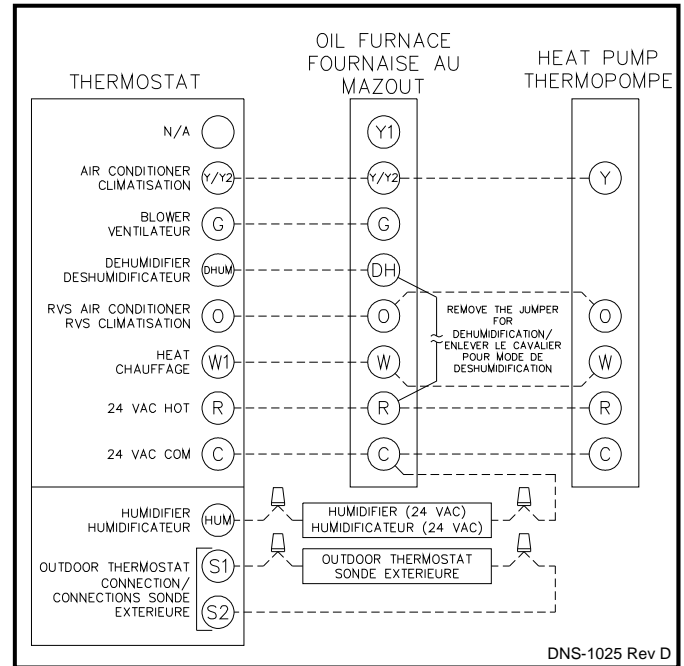 THERMOSTAT
OIL FURNACE
FOURNAISE AU
MAZOUT
HEAT PUMP
THERMOPOMPE
N/A
Y1
AIR CONDITIONER
CLIMATISATION
Y/Y2
Y/Y2
Y
BLOWER
VENTILATEUR
G
G
DEHUMIDIFIER
DESHUMIDIFICATEUR
DHUM
DH
RVS AIR CONDITIONER
RVS CLIMATISATION
O
O
REMOVE THE JUMPER
FOR
DEHUMIDIFICATION/
ENLEVER LE CAVALIER
POUR MODE DE
DESHUMIDIFICATION
O
HEAT
CHAUFFAGE
W1
W
W
24 VAC HOT
R
R
R
24 VAC COM
C
C
C
HUMIDIFIER
HUMIDIFICATEUR
HUM
HUMIDIFIER (24 VAC)
HUMIDIFICATEUR (24 VAC)
OUTDOOR THERMOSTAT
CONNECTION/
CONNECTIONS SONDE
EXTERIEURE
S1
S2
OUTDOOR THERMOSTAT
SONDE EXTERIEURE
DNS-1025 Rev D